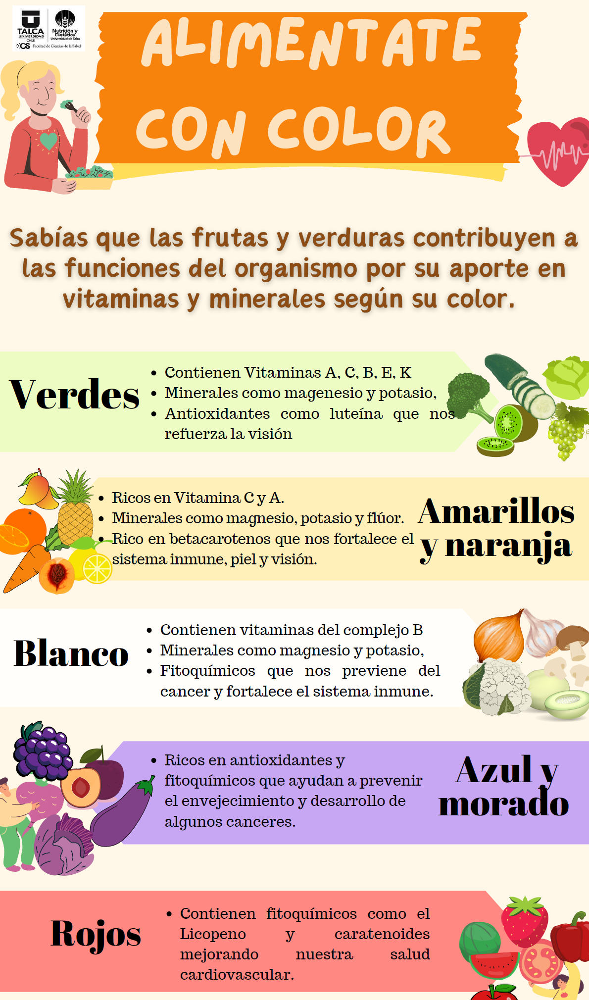 TALCA
UNIVERSIDAD
CHILE
Nutrición y
Dietética
Universidad de Talca
CS Facultad de Ciencias de la Salud
ALIMENTATE
CON COLOR
Sabías que las frutas y verduras contribuyen a
las funciones del organismo por su aporte en
vitaminas y minerales según su color.
Verdes
• Contienen Vitaminas A, C, B, E, K
• Minerales como magenesio y potasio,
• Antioxidantes como luteína que nos
refuerza la visión
• Ricos en Vitamina C y A.
• Minerales como magnesio, potasio y flúor.
• Rico en betacarotenos que nos fortalece el
sistema inmune, piel y visión.
Amarillos
y naranja
Blanco
• Contienen vitaminas del complejo B
• Minerales como magnesio y potasio,
• Fitoquímicos que nos previene del
cancer y fortalece el sistema inmune.
• Ricos en antioxidantes y
fitoquímicos que ayudan a prevenir
el envejecimiento y desarrollo de
algunos canceres.
Azul y
morado
Rojos
• Contienen fitoquímicos como el
Licopeno y caratenoides
mejorando nuestra salud
cardiovascular.